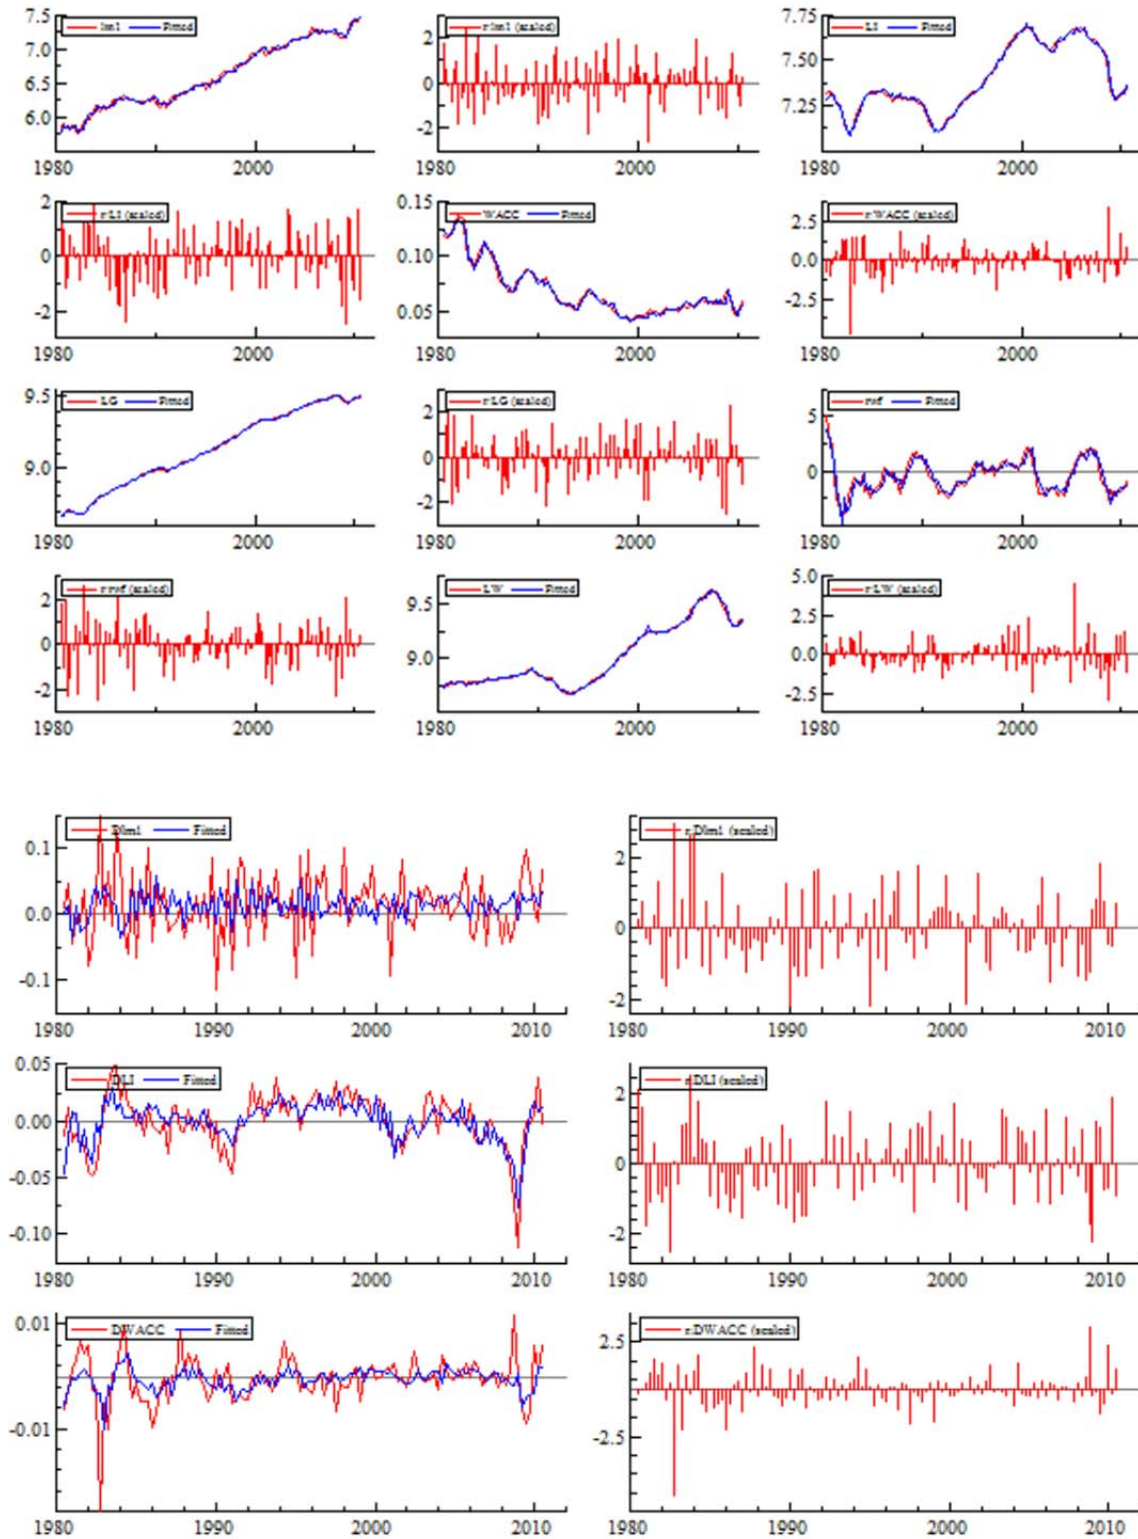 lm1 Fitted
r:lm1 (scaled)
LI Fitted
7.5
7.0
6.5
6.0
1980 2000
2
0
-2
1980 2000
7.75
7.50
7.25
1980 2000
r:LI (scaled)
WACC Fitted
r:WACC (scaled)
2
0
-2
1980 2000
0.15
0.10
0.05
1980 2000
2.5
0.0
-2.5
1980 2000
LG Fitted
r:LG (scaled)
rwf Fitted
9.5
9.0
1980 2000
2
0
-2
1980 2000
5
0
1980 2000
r:rwf (scaled)
LW Fitted
r:LW (scaled)
2
0
-2
1980 2000
9.5
9.0
1980 2000
5.0
2.5
0.0
-2.5
1980 2000
Dlm1 Fitted
r:Dlm1 (scaled)
0.1
0.0
-0.1
1980 1990 2000 2010
2
0
-2
1980 1990 2000 2010
DLI Fitted
r:DLI (scaled)
0.05
0.00
-0.05
-0.10
1980 1990 2000 2010
2
0
-2
1980 1990 2000 2010
DWACC Fitted
r:DWACC (scaled)
0.01
-0.01
1980 1990 2000 2010
2.5
-2.5
1980 1990 2000 2010